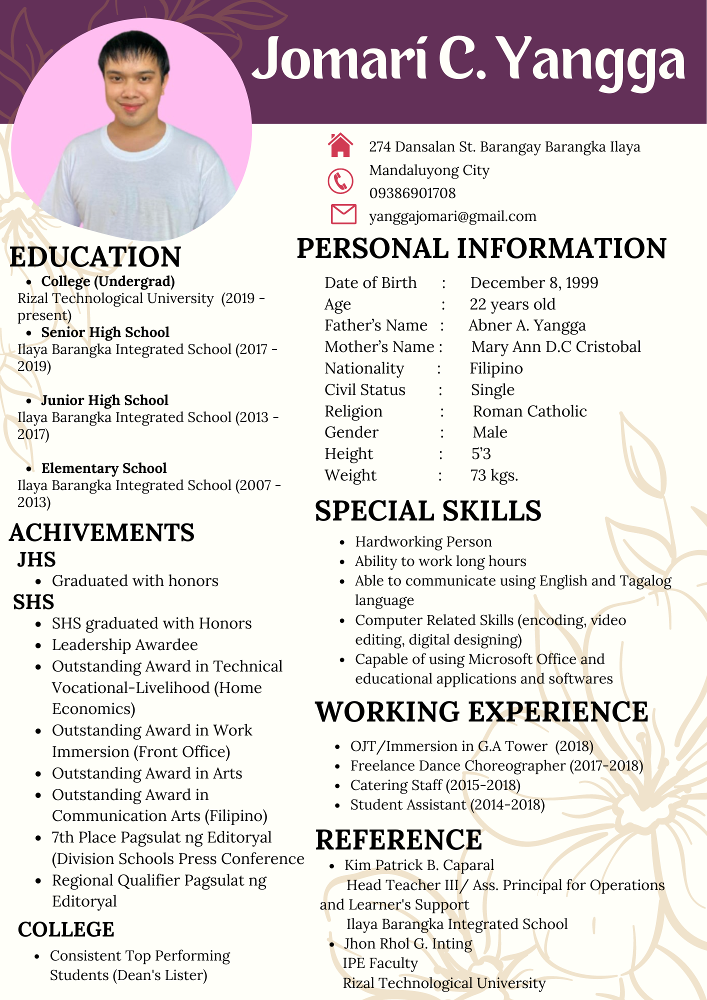 Jomari C. Yangga
274 Dansalan St. Barangay Barangka Ilaya
Mandaluyong City
09386901708
yanggajomari@gmail.com
EDUCATION
• College (Undergrad)
Rizal Technological University (2019 -
present)
• Senior High School
Ilaya Barangka Integrated School (2017 -
2019)
• Junior High School
Ilaya Barangka Integrated School (2013 -
2017)
• Elementary School
Ilaya Barangka Integrated School (2007 -
2013)
ACHIVEMENTS
JHS
• Graduated with honors
SHS
• SHS graduated with Honors
• Leadership Awardee
• Outstanding Award in Technical
Vocational-Livelihood (Home
Economics)
• Outstanding Award in Work
Immersion (Front Office)
• Outstanding Award in Arts
• Outstanding Award in
Communication Arts (Filipino)
• 7th Place Pagsulat ng Editoryal
(Division Schools Press Conference
• Regional Qualifier Pagsulat ng
Editoryal
COLLEGE
• Consistent Top Performing
Students (Dean's Lister)
PERSONAL INFORMATION
Date of Birth : December 8, 1999
Age : 22 years old
Father’s Name : Abner A. Yangga
Mother’s Name : Mary Ann D.C Cristobal
Nationality : Filipino
Civil Status : Single
Religion : Roman Catholic
Gender : Male
Height : 5’3
Weight : 73 kgs.
SPECIAL SKILLS
• Hardworking Person
• Ability to work long hours
• Able to communicate using English and Tagalog
language
• Computer Related Skills (encoding, video
editing, digital designing)
• Capable of using Microsoft Office and
educational applications and softwares
WORKING EXPERIENCE
• OJT/Immersion in G.A Tower (2018)
• Freelance Dance Choreographer (2017-2018)
• Catering Staff (2015-2018)
• Student Assistant (2014-2018)
REFERENCE
• Kim Patrick B. Caparal
Head Teacher III/ Ass. Principal for Operations
and Learner's Support
Ilaya Barangka Integrated School
• Jhon Rhol G. Inting
IPE Faculty
Rizal Technological University